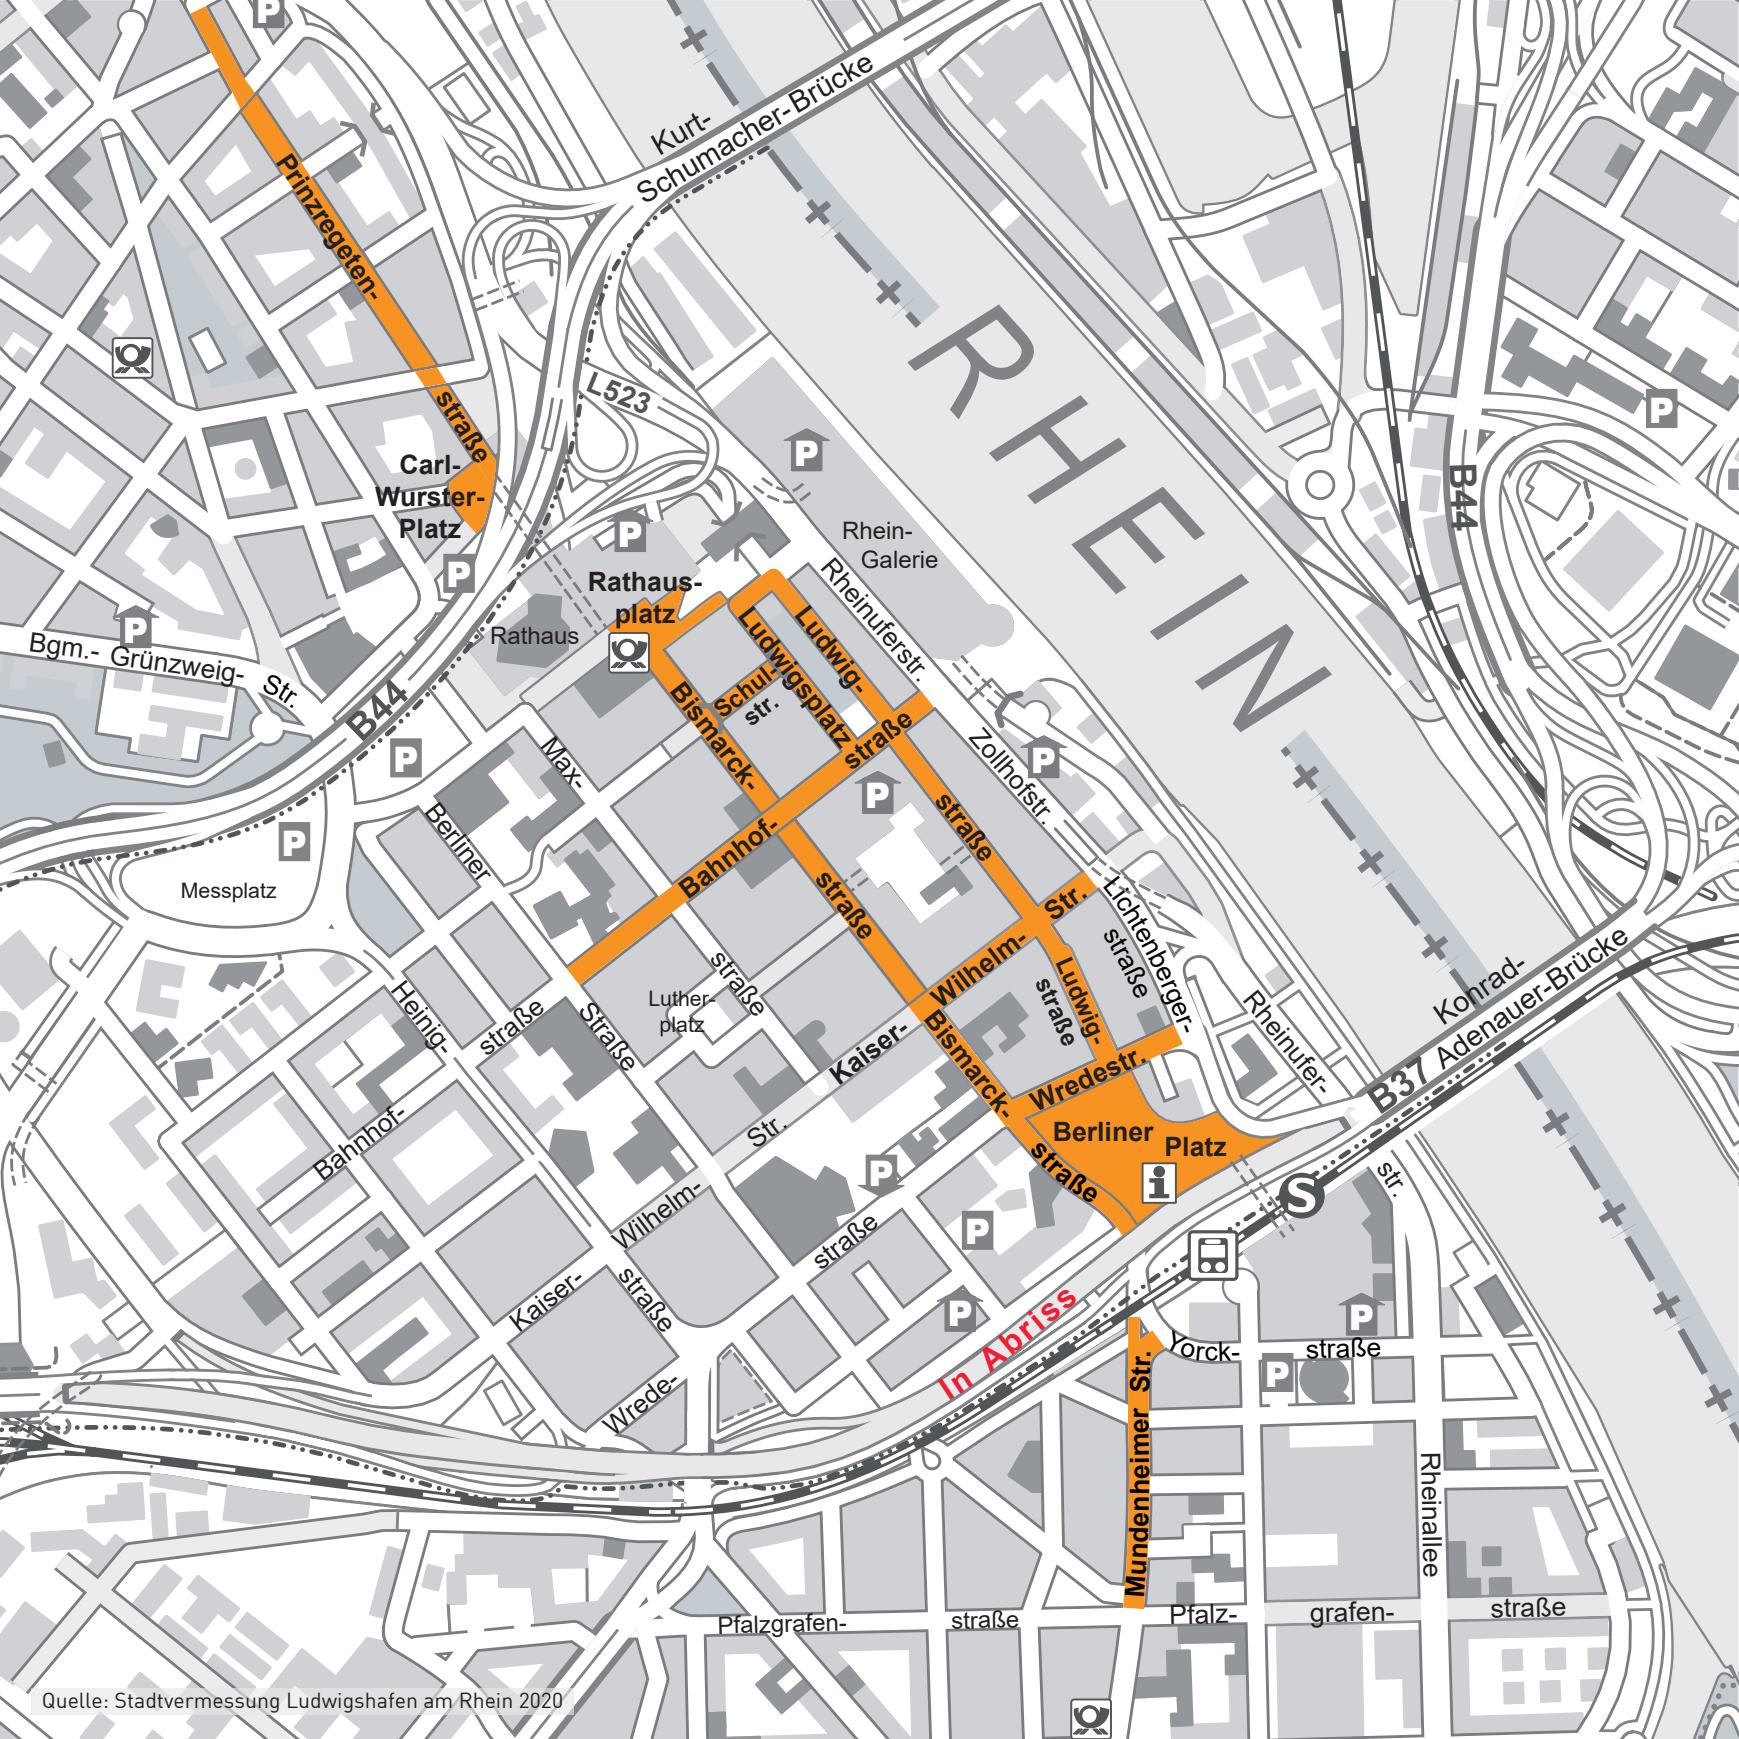 P
Kurt-
Schumacher-Brücke
Prinzregeten-
straße
L523
RHEIN
B44
P
P
Carl-
Wurster-
Platz
P
P
Rhein-
Galerie
Rathaus-
platz
Rathaus
Rheinuferstr.
Ludwig-
Ludwigsplatz
Schul-
str.
Bismarck-
straße
P
Bgm.- Grünzweig- Str.
B44
P
P
Messplatz
Max-
straße
Berliner
Straße
Zollhofstr.
P
P
straße
Bahnhof-
straße
Str.
Wilhelm-
Lichtenberger-
straße
Ludwig-
straße
Luther-
platz
Heinig-
straße
straße
Bahnhof-
Kaiser-
Str.
Bismarck-
straße
Wredestr.
Berliner Platz
i
Rheinufer-
str.
Konrad-
Adenauer-Brücke
B37
S
Wilhelm-
straße
Kaiser-
Wrede-
P
P
P
In Abriss
P
P
Yorck- straße
Mundenheimer Str.
Rheinallee
Pfalzgrafen- straße
Pfalz- grafen- straße
Quelle: Stadtvermessung Ludwigshafen am Rhein 2020